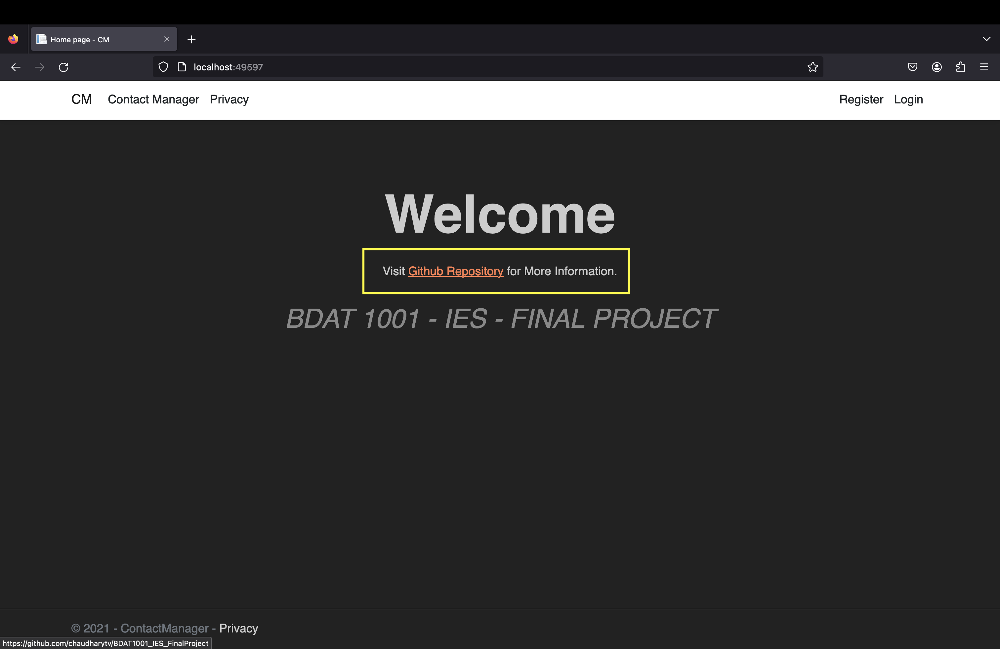 Home page - CM
localhost:49597
CM Contact Manager Privacy Register Login
Welcome
Visit Github Repository for More Information.
BDAT 1001 - IES - FINAL PROJECT
© 2021 - ContactManager - Privacy
https://github.com/chaudharytv/BDAT1001_IES_FinalProject